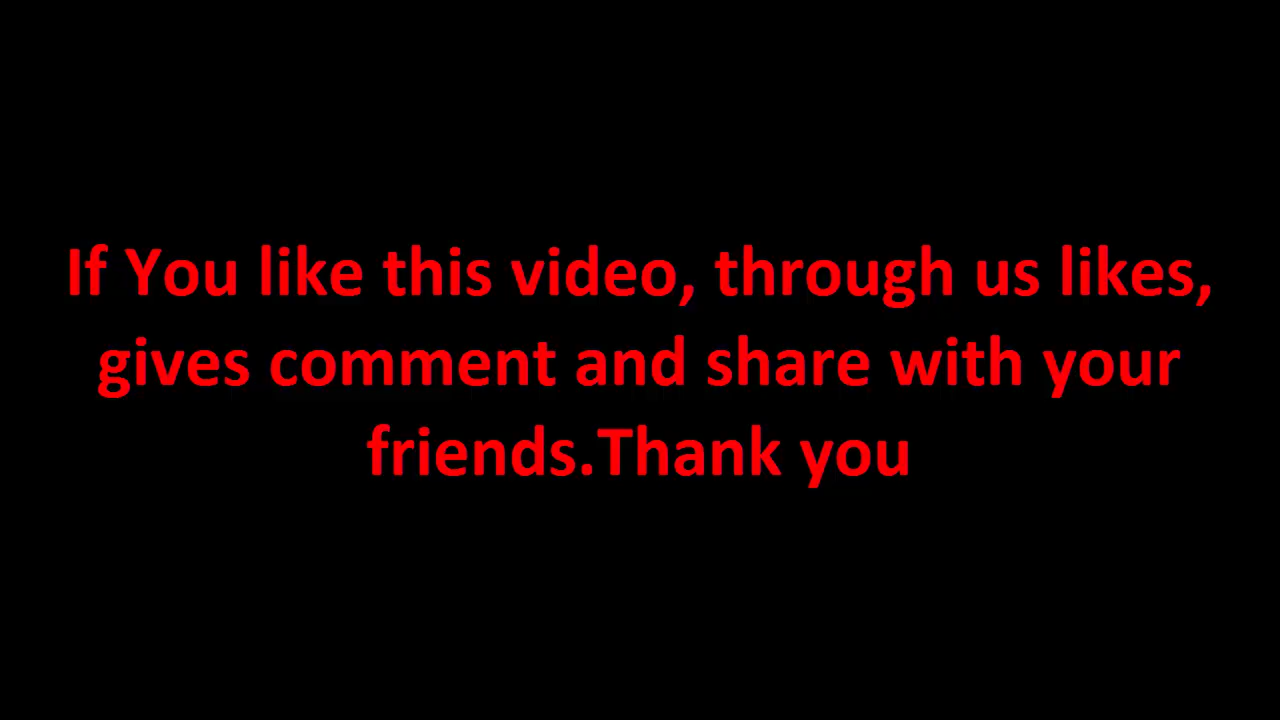 If You like this video, through us likes,
gives comment and share with your
friends.Thank you